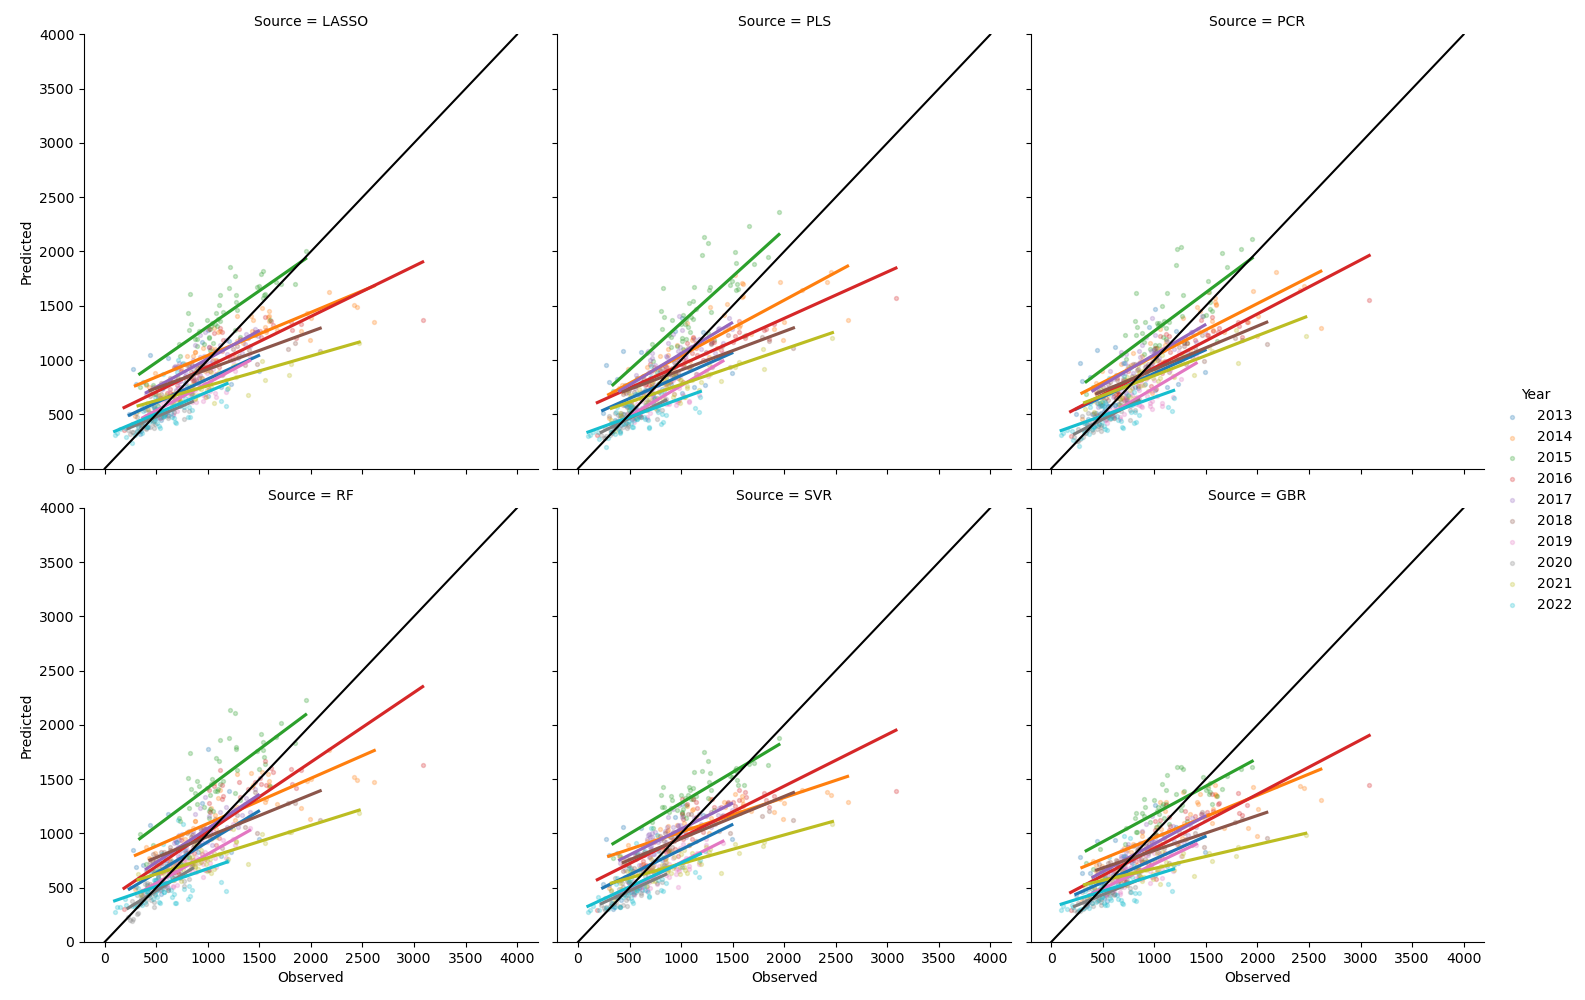 Source = LASSO
Source = PLS
Source = PCR
4000
3500
3000
2500
2000
1500
1000
500
0
Predicted
Year
2013
2014
2015
2016
2017
2018
2019
2020
2021
2022
Source = RF
Source = SVR
Source = GBR
4000
3500
3000
2500
2000
1500
1000
500
0
Predicted
0 500 1000 1500 2000 2500 3000 3500 4000
0 500 1000 1500 2000 2500 3000 3500 4000
0 500 1000 1500 2000 2500 3000 3500 4000
Observed
Observed
Observed